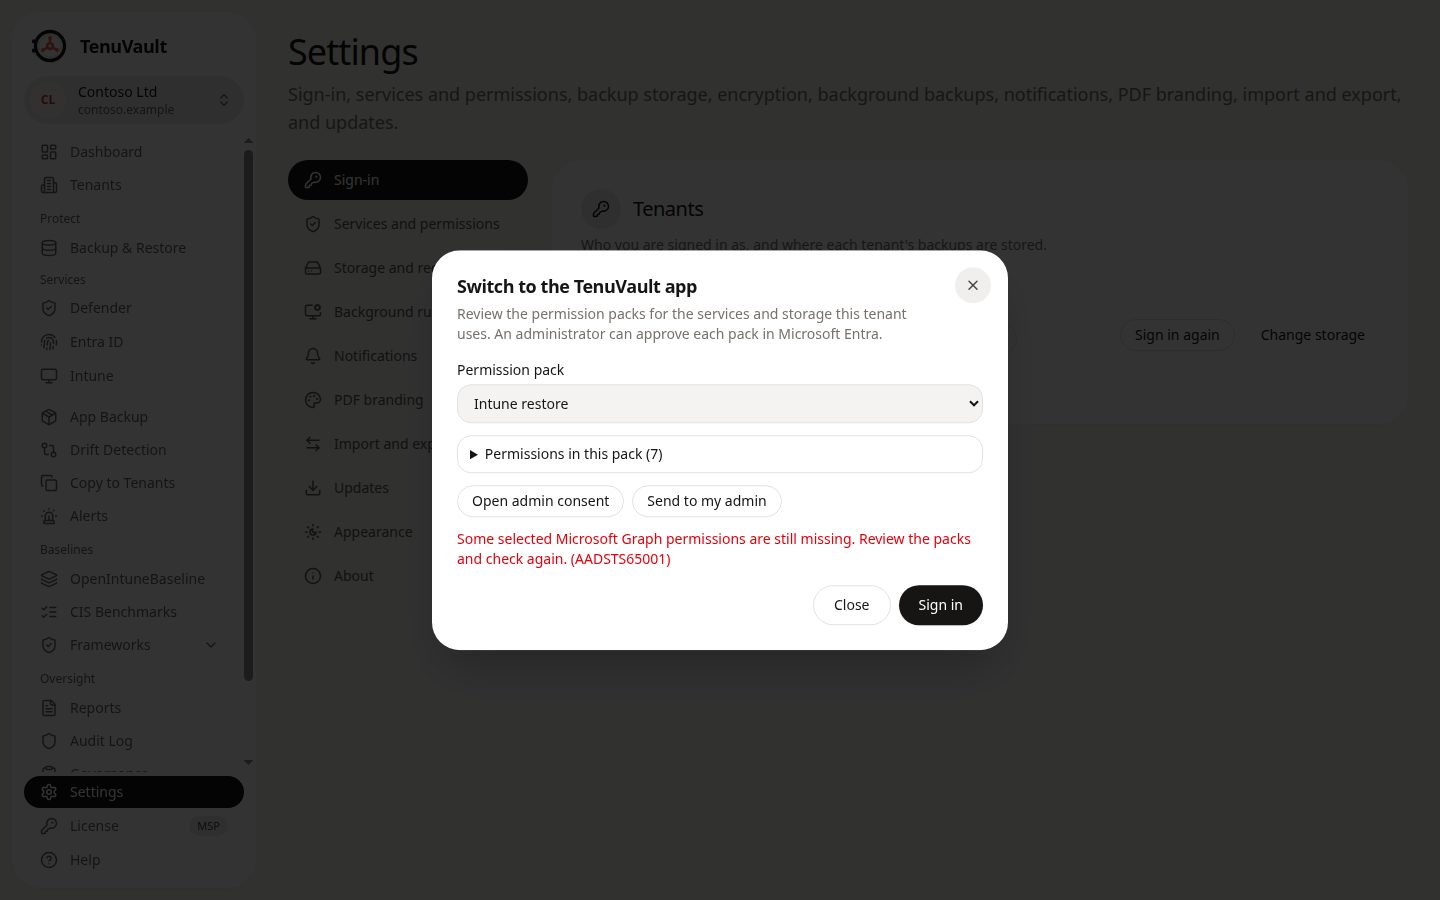 TenuVault
CL
Contoso Ltd
contoso.example
Dashboard
Tenants
Protect
Backup & Restore
Services
Defender
Entra ID
Intune
App Backup
Drift Detection
Copy to Tenants
Alerts
Baselines
OpenIntuneBaseline
CIS Benchmarks
Frameworks
Oversight
Reports
Audit Log
Settings
License
MSP
Help
Settings
Sign-in, services and permissions, backup storage, encryption, background backups, notifications, PDF branding, import and export,
and updates.
Sign-in
Services and permissions
Storage and
Background
Notifications
PDF branding
Import and
Updates
Appearance
About
Tenants
Who you are signed in as, and where each tenant's backups are stored.
Sign in again
Change storage
Switch to the TenuVault app
Review the permission packs for the services and storage this tenant
uses. An administrator can approve each pack in Microsoft Entra.
Permission pack
Intune restore
Permissions in this pack (7)
Open admin consent
Send to my admin
Some selected Microsoft Graph permissions are still missing. Review the packs
and check again. (AADSTS65001)
Close
Sign in